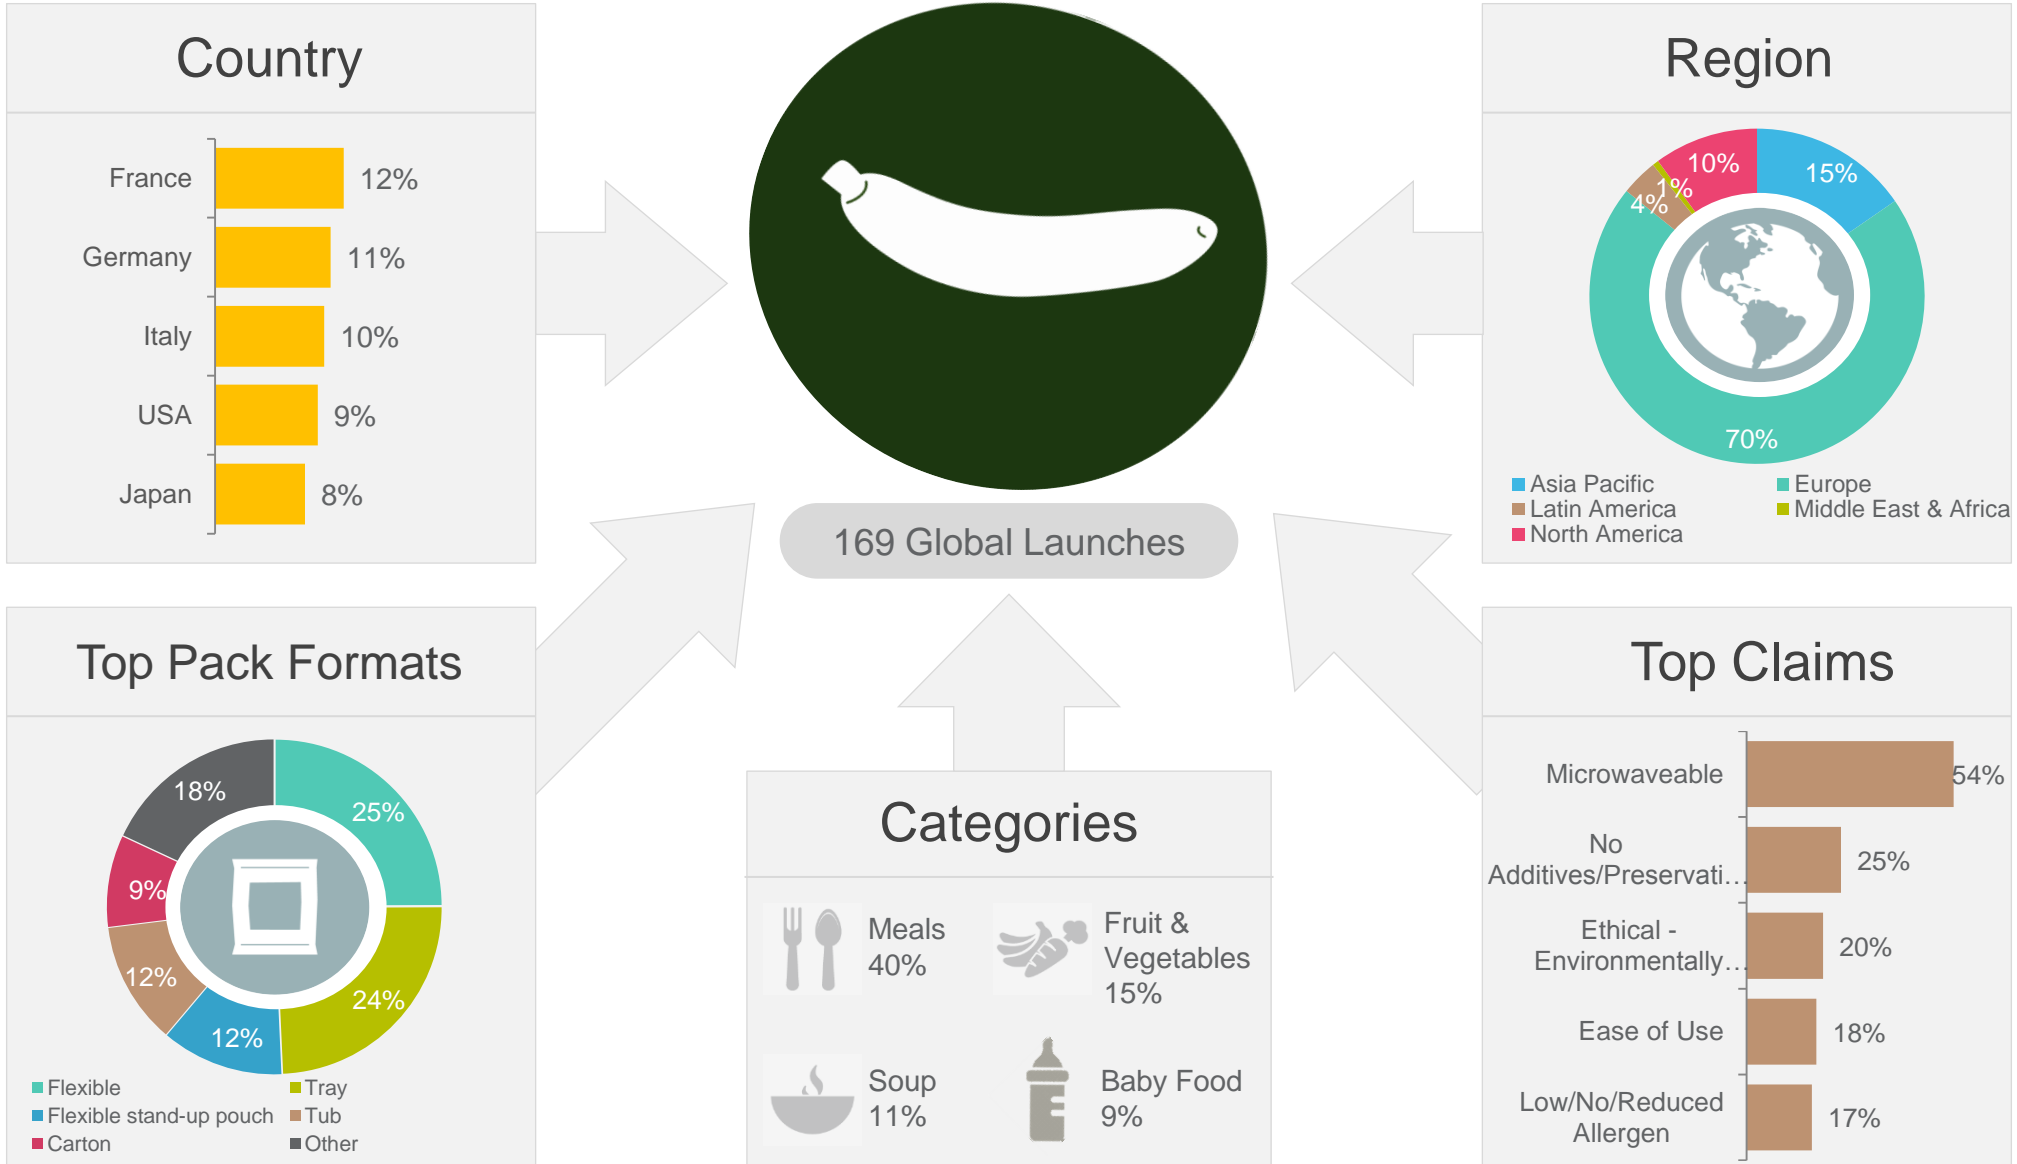 Country
France
12%
Germany
11%
Italy
10%
USA
9%
Japan
8%
169 Global Launches
Region
10%
15%
1%
4%
70%
Asia Pacific
Europe
Latin America
Middle East & Africa
North America
Top Pack Formats
18%
25%
9%
12%
24%
12%
Flexible
Tray
Flexible stand-up pouch
Tub
Carton
Other
Categories
Meals
40%
Fruit &
Vegetables
15%
Soup
11%
Baby Food
9%
Top Claims
Microwaveable
54%
No
Additives/Preservati…
25%
Ethical -
Environmentally…
20%
Ease of Use
18%
Low/No/Reduced
Allergen
17%